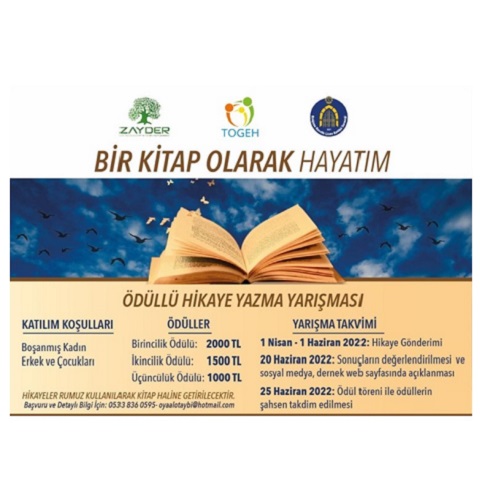 ZAYDER
TOGEH
BİR KİTAP OLARAK HAYATIM
ÖDÜLLÜ HİKAYE YAZMA YARIŞMASI
KATILIM KOŞULLARI
Boşanmış Kadın
Erkek ve Çocukları
ÖDÜLLER
Birincilik Ödülü: 2000 TL
İkincilik Ödülü: 1500 TL
Üçüncülük Ödülü: 1000 TL
YARIŞMA TAKVİMİ
1 Nisan - 1 Haziran 2022: Hikaye Gönderimi
20 Haziran 2022: Sonuçların değerlendirilmesi ve
sosyal medya, dernek web sayfasında açıklanması
25 Haziran 2022: Ödül töreni ile ödüllerin
şahsen takdim edilmesi
HİKAYELER RUMUZ KULLANILARAK KİTAP HALİNE GETİRİLECEKTİR.
Başvuru ve Detaylı Bilgi İçin: 0533 836 0595- oyaalataybi@hotmail.com